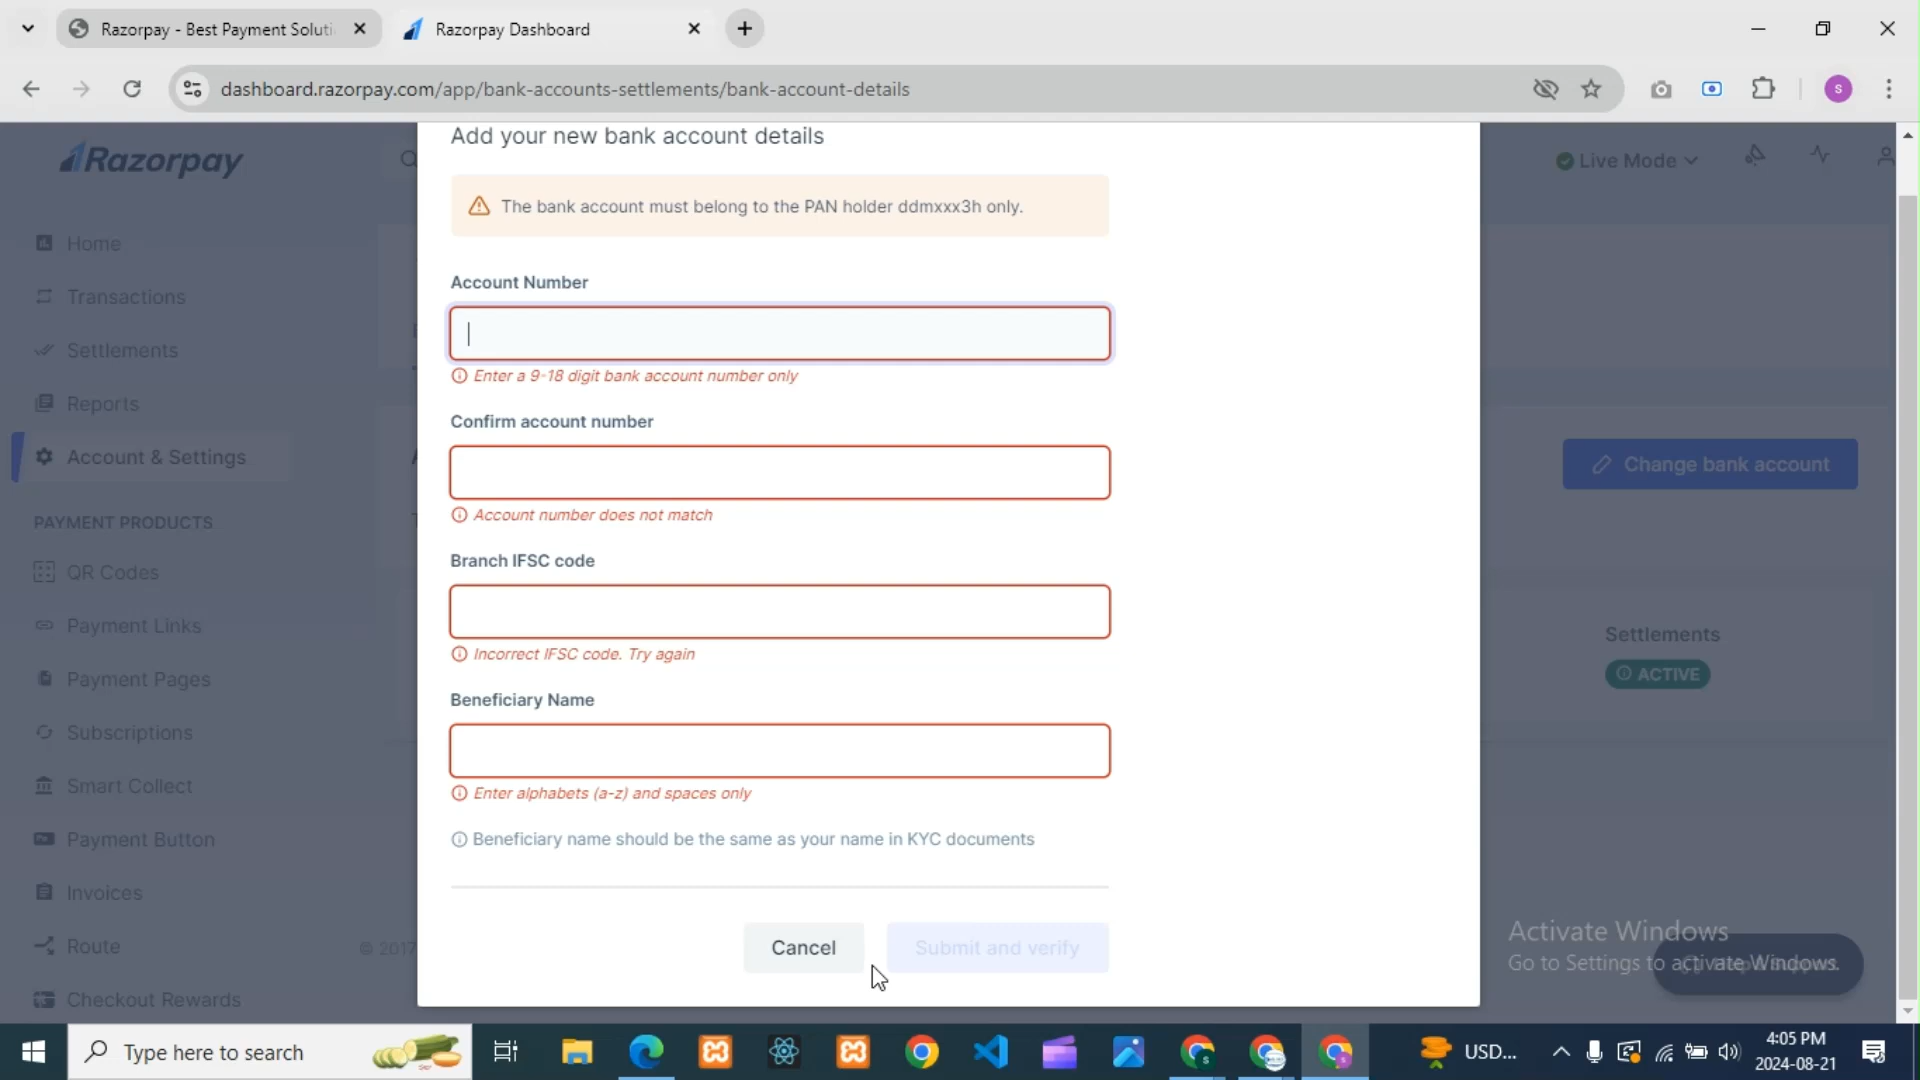 Razorpay - Best Payment Soluti
Razorpay Dashboard
dashboard.razorpay.com/app/bank-accounts-settlements/bank-account-details
S
Razorpay
Live Mode
Home
Transactions
Settlements
Reports
Account & Settings
PAYMENT PRODUCTS
QR Codes
Payment Links
Payment Pages
Subscriptions
Smart Collect
Payment Button
Invoices
Route
Checkout Rewards
© 2017
Add your new bank account details
The bank account must belong to the PAN holder ddmxxx3h only.
Account Number
Enter a 9-18 digit bank account number only
Confirm account number
Account number does not match
Branch IFSC code
Incorrect IFSC code. Try again
Beneficiary Name
Enter alphabets (a-z) and spaces only
Beneficiary name should be the same as your name in KYC documents
Cancel
Submit and verify
Change bank account
Settlements
ACTIVE
Activate Windows
Go to Settings to activate Windows.
Type here to search
USD...
4:05 PM
2024-08-21